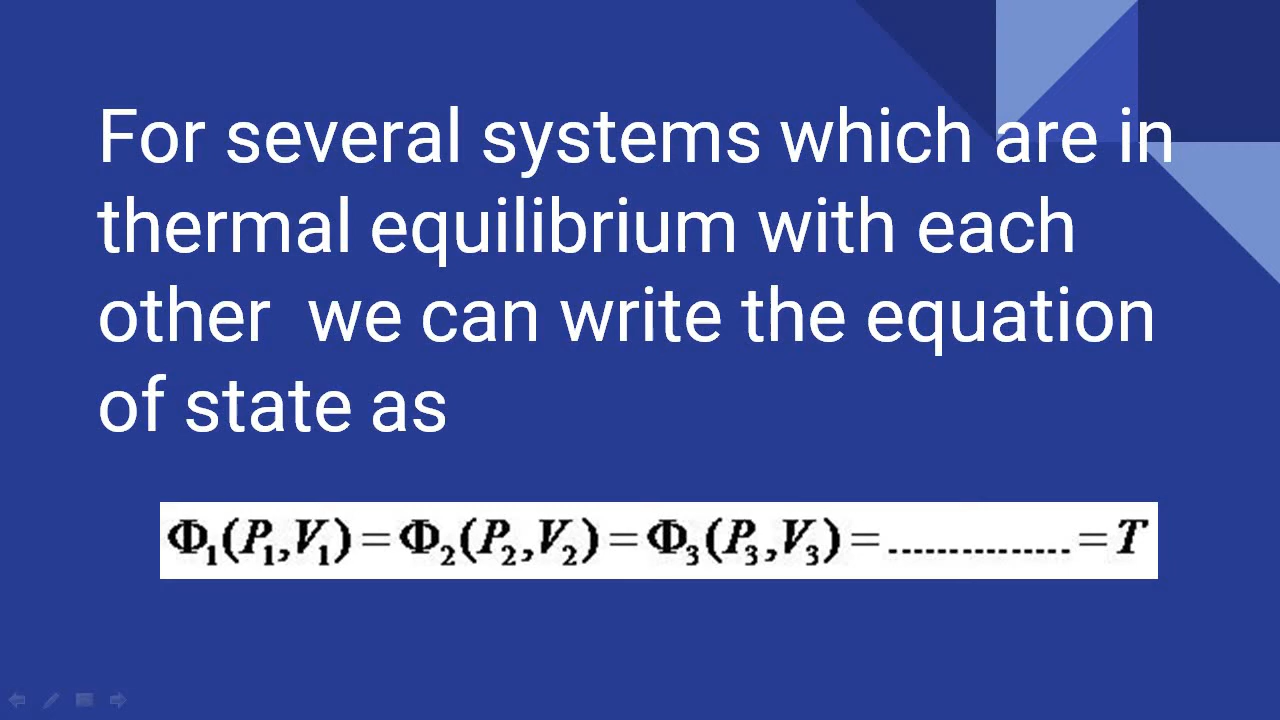 For several systems which are in
thermal equilibrium with each
other  we can write the equation
of state as
Φ₁(P₁,V₁) = Φ₂(P₂,V₂) = Φ₃(P₃,V₃) = .............. = T